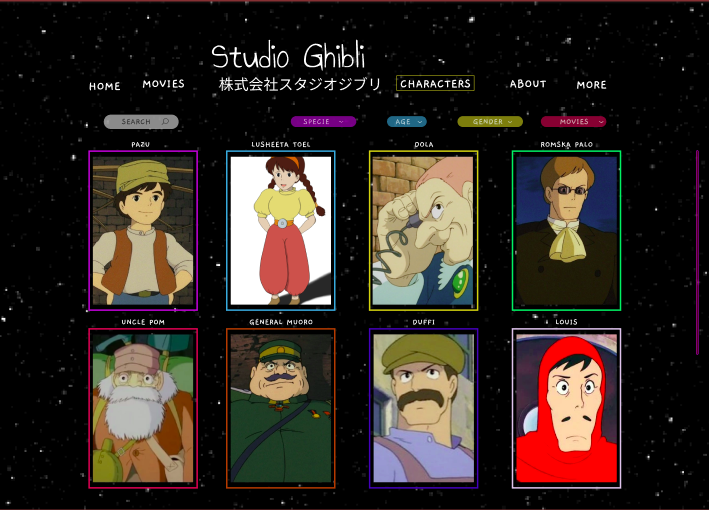 Studio Ghibli
株式会社スタジオジブリ
HOME MOVIES CHARACTERS ABOUT MORE
SEARCH SPECIE AGE GENDER MOVIES
PAZU LUSHEETA TOEL DOLA ROMSKA PALO
UNCLE POM GENERAL MUORO DUFFI LOUIS